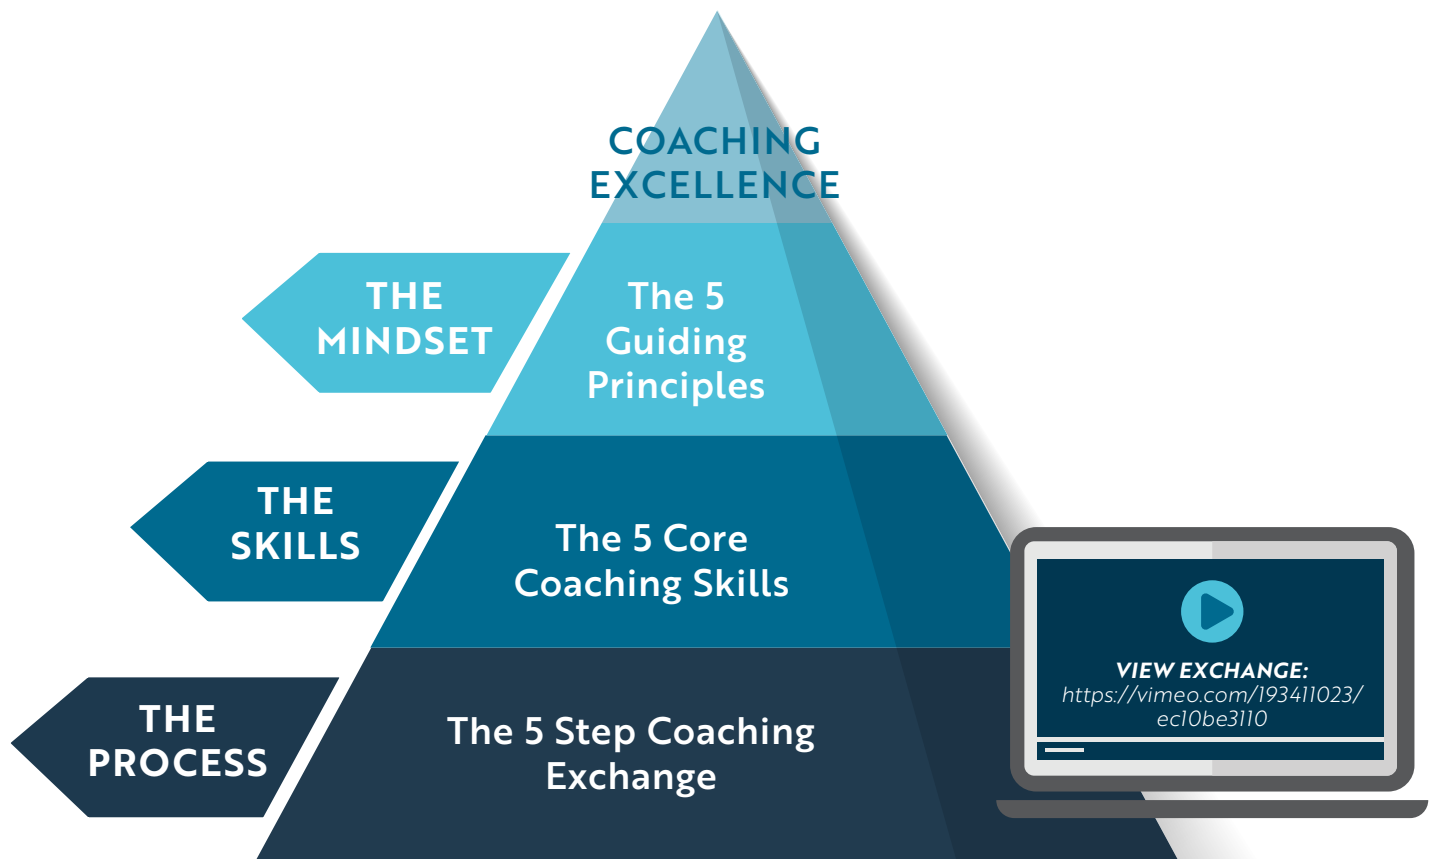 COACHING
EXCELLENCE
THE
MINDSET
The 5
Guiding
Principles
THE
SKILLS
The 5 Core
Coaching Skills
THE
PROCESS
The 5 Step Coaching
Exchange
VIEW EXCHANGE:
https://vimeo.com/193411023/
ec10be3110